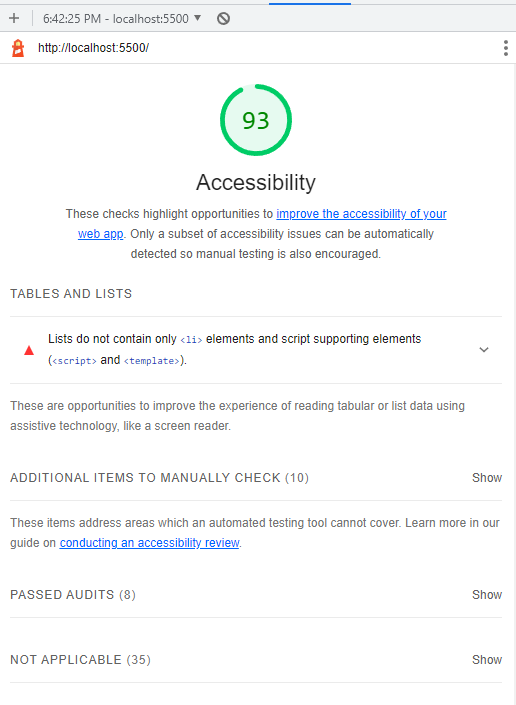 6:42:25 PM - localhost:5500
http://localhost:5500/
93
Accessibility
These checks highlight opportunities to improve the accessibility of your
web app. Only a subset of accessibility issues can be automatically
detected so manual testing is also encouraged.
TABLES AND LISTS
Lists do not contain only <li> elements and script supporting elements
(<script> and <template>).
These are opportunities to improve the experience of reading tabular or list data using
assistive technology, like a screen reader.
ADDITIONAL ITEMS TO MANUALLY CHECK (10) Show
These items address areas which an automated testing tool cannot cover. Learn more in our
guide on conducting an accessibility review.
PASSED AUDITS (8) Show
NOT APPLICABLE (35) Show